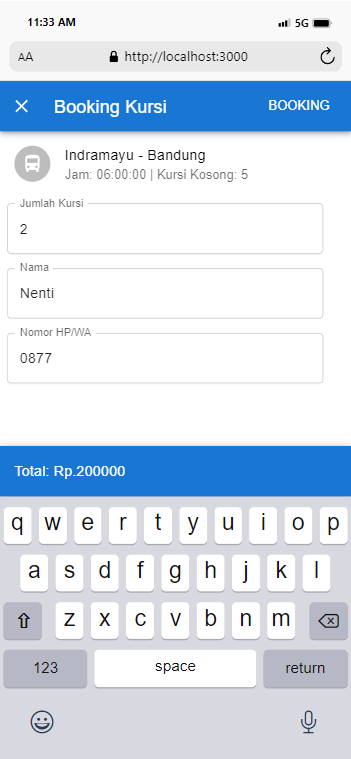 11:33 AM 5G
AA http://localhost:3000
Booking Kursi BOOKING
Indramayu - Bandung
Jam: 06:00:00 | Kursi Kosong: 5
Jumlah Kursi
2
Nama
Nenti
Nomor HP/WA
0877
Total: Rp.200000
q w e r t y u i o p
a s d f g h j k l
z x c v b n m
123 space return